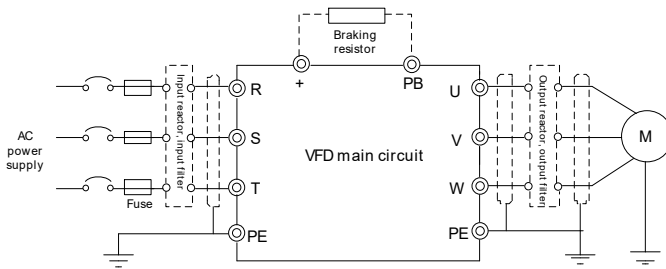 Braking
resistor
+
PB
Input reactor, input filter
R
U
Output reactor, output filter
AC
power
supply
S
VFD main circuit
V
M
T
W
Fuse
PE
PE